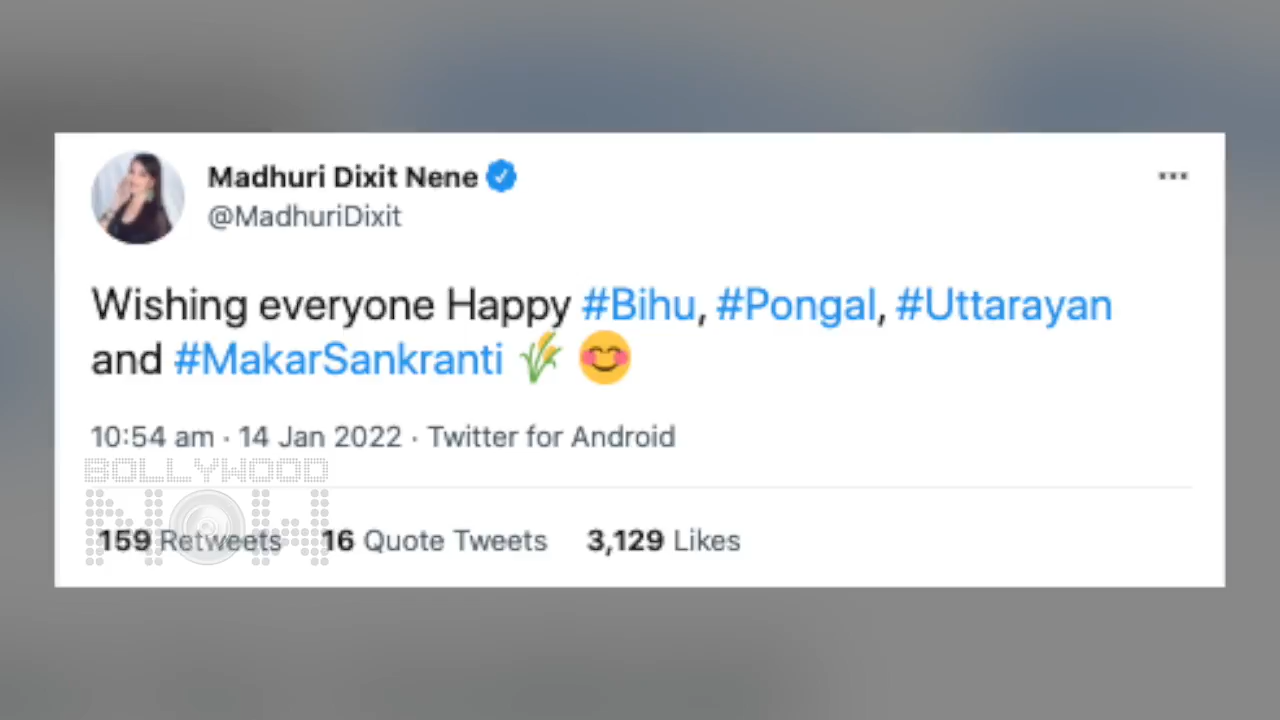 Madhuri Dixit Nene
@MadhuriDixit
Wishing everyone Happy #Bihu, #Pongal, #Uttarayan
and #MakarSankranti 🌾 😊
10:54 am · 14 Jan 2022 · Twitter for Android
BOLLYWOOD
NOW
159 Retweets 16 Quote Tweets 3,129 Likes